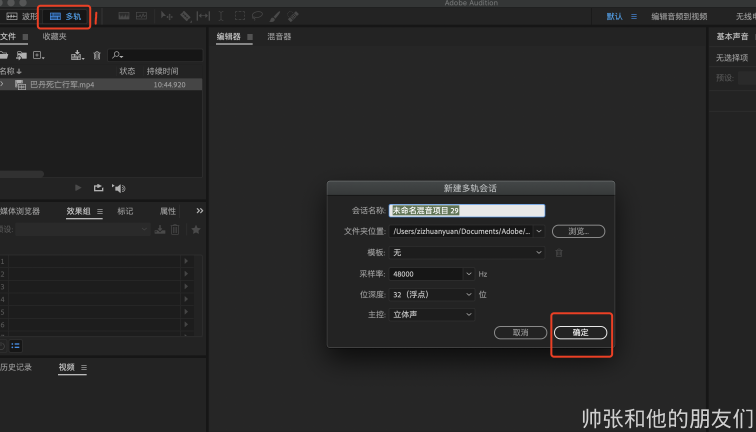 Adobe Audition
波形 多轨
默认 编辑音频到视频 无线电
文件 收藏夹 编辑器 混音器 基本声音
无选择项
预设:
名称 状态 持续时间
巴丹死亡行军.mp4 10:44.920
媒体浏览器 效果组 标记 属性
预设:
1
2
3
4
5
6
历史记录 视频
新建多轨会话
会话名称: 未命名混音项目 29
文件夹位置: /Users/zizhuanyuan/Documents/Adobe/... 浏览...
模板: 无
采样率: 48000 Hz
位深度: 32（浮点） 位
主控: 立体声
取消 确定
帅张和他的朋友们